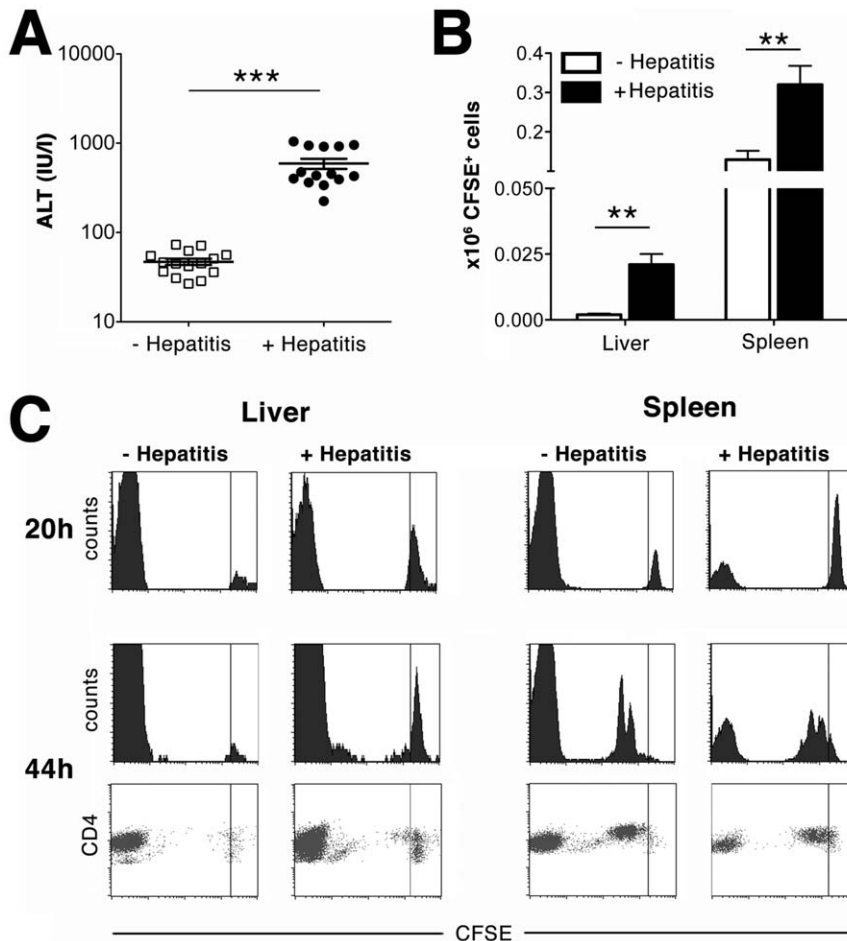 A
ALT (IU/l)
10000
1000
100
10
***
- Hepatitis
+ Hepatitis
B
x10⁶ CFSE⁺ cells
0.4
0.3
0.2
0.050
0.025
0.000
- Hepatitis
+Hepatitis
**
**
Liver
Spleen
C
Liver
Spleen
- Hepatitis
+ Hepatitis
- Hepatitis
+ Hepatitis
20h
counts
44h
counts
CD4
CFSE